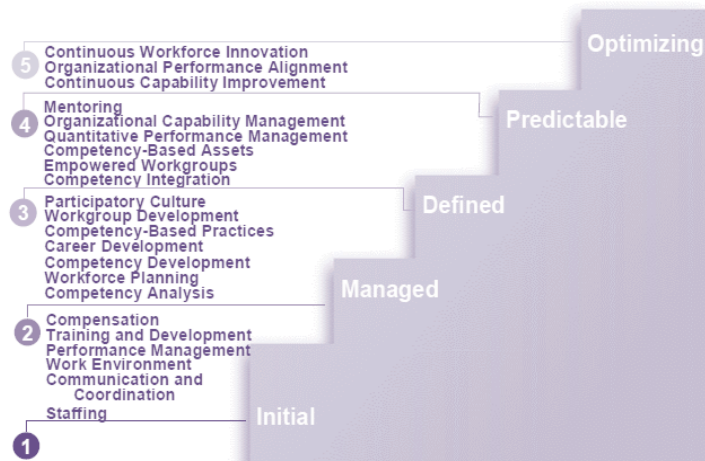 Optimizing
5
Continuous Workforce Innovation
Organizational Performance Alignment
Continuous Capability Improvement
Predictable
4
Mentoring
Organizational Capability Management
Quantitative Performance Management
Competency-Based Assets
Empowered Workgroups
Competency Integration
Defined
3
Participatory Culture
Workgroup Development
Competency-Based Practices
Career Development
Competency Development
Workforce Planning
Competency Analysis
Managed
2
Compensation
Training and Development
Performance Management
Work Environment
Communication and
Coordination
Staffing
Initial
1